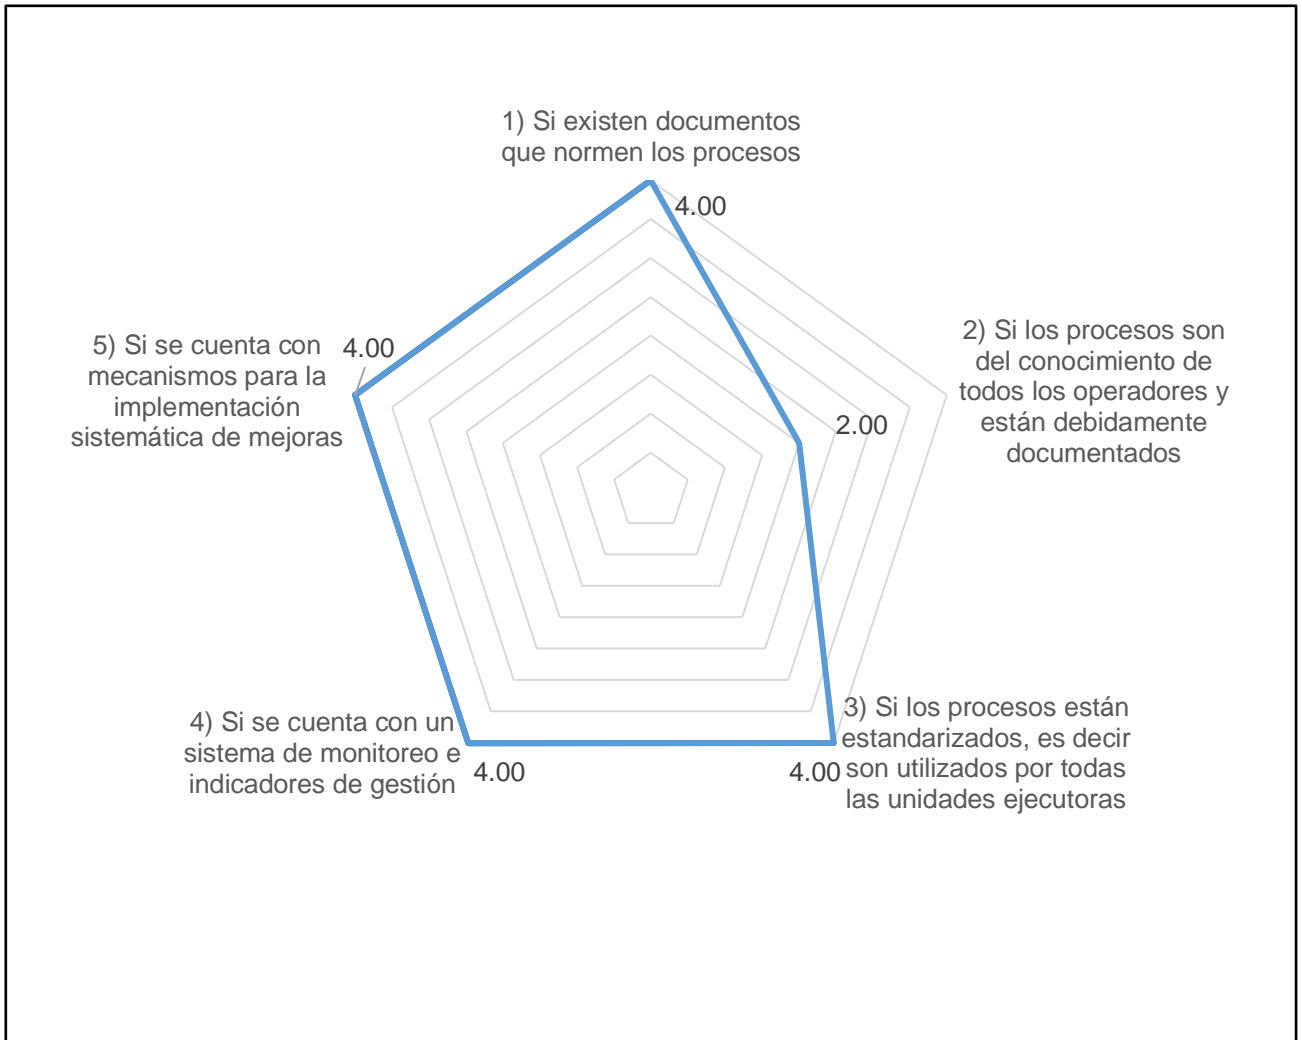 1) Si existen documentos
que normen los procesos
4.00
2) Si los procesos son
del conocimiento de
todos los operadores y
están debidamente
documentados
2.00
3) Si los procesos están
estandarizados, es decir
son utilizados por todas
las unidades ejecutoras
4.00
4) Si se cuenta con un
sistema de monitoreo e
indicadores de gestión
4.00
5) Si se cuenta con
mecanismos para la
implementación
sistemática de mejoras
4.00